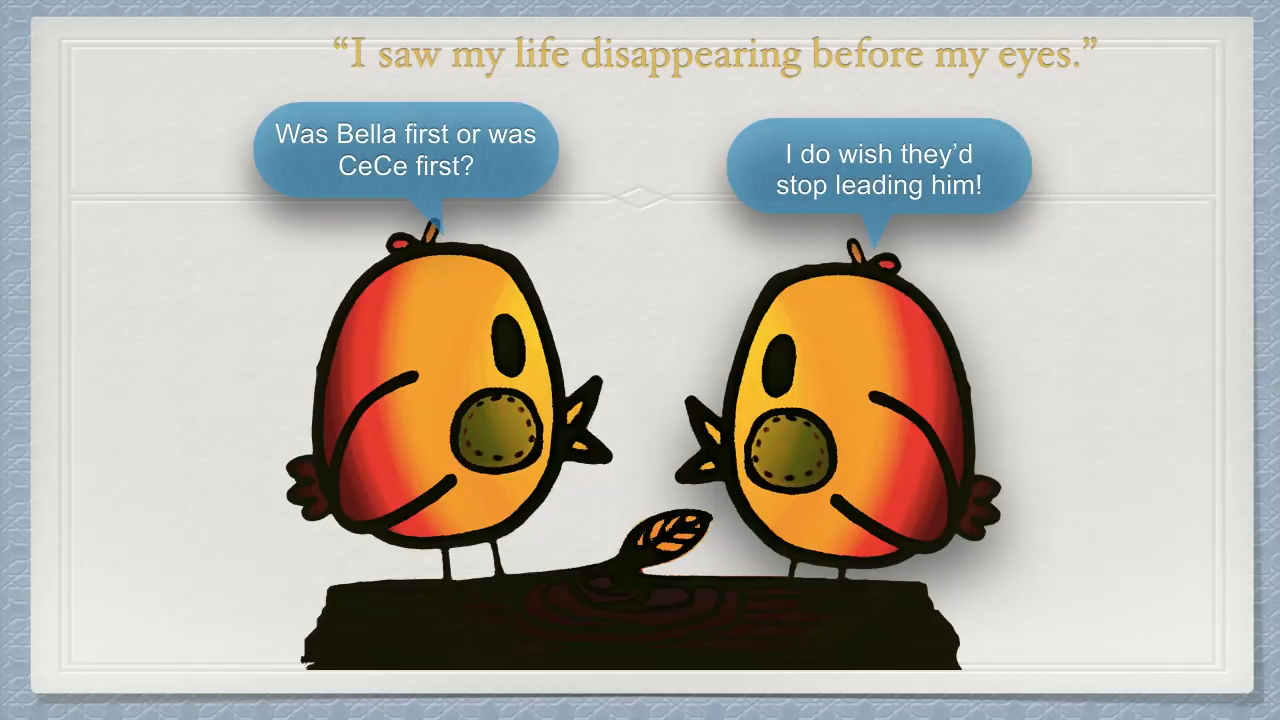 “I saw my life disappearing before my eyes.”
Was Bella first or was
CeCe first?
I do wish they’d
stop leading him!